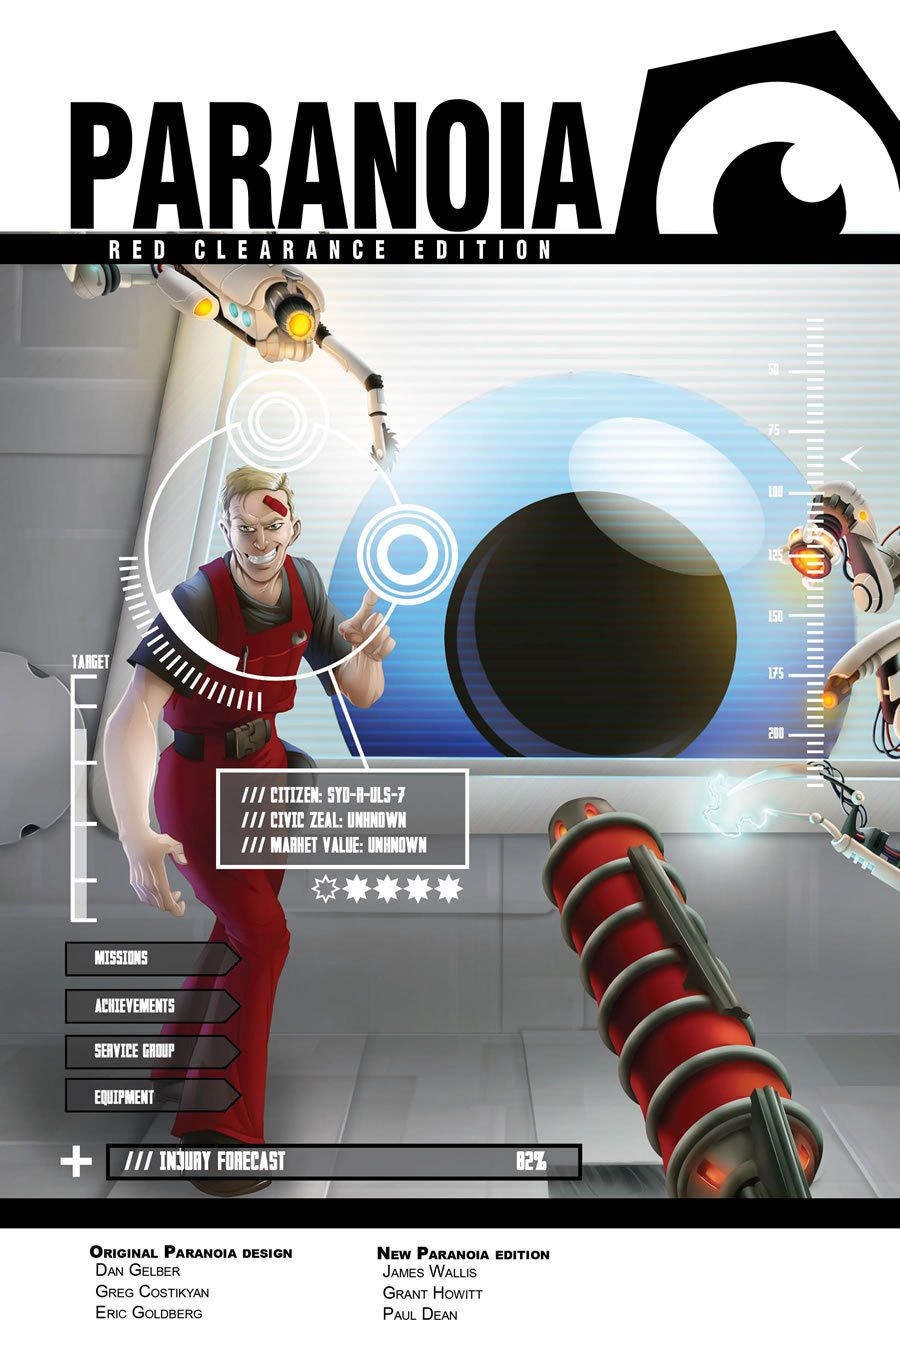 PARANOIA
RED CLEARANCE EDITION
50
75
100
125
150
175
200
TARGET
/// CITIZEN: SYD-R-ULS-7
/// CIVIC ZEAL: UNKNOWN
/// MARKET VALUE: UNKNOWN
MISSIONS
ACHIEVEMENTS
SERVICE GROUP
EQUIPMENT
/// INJURY FORECAST 82%
ORIGINAL PARANOIA DESIGN
DAN GELBER
GREG COSTIKYAN
ERIC GOLDBERG
NEW PARANOIA EDITION
JAMES WALLIS
GRANT HOWITT
PAUL DEAN